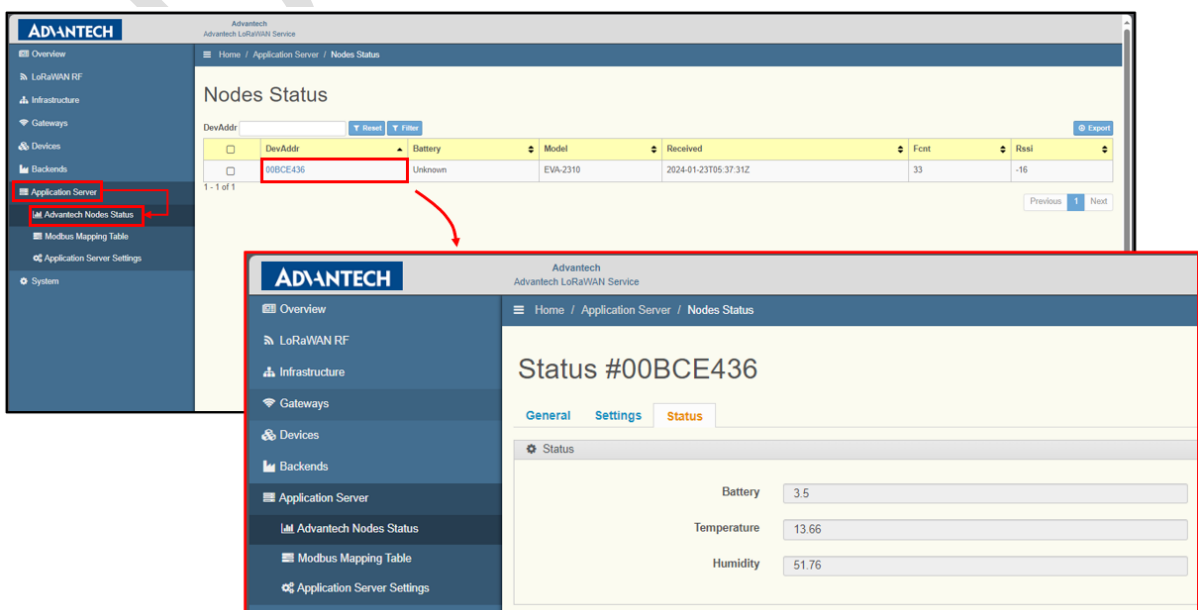 ADVANTECH
Advantech
Advantech LoRaWAN Service
Overview
Home / Application Server / Nodes Status
LoRaWAN RF
Infrastructure
Gateways
Devices
Backends
Application Server
Advantech Nodes Status
Modbus Mapping Table
Application Server Settings
System
Nodes Status
DevAddr Reset Filter Export
DevAddr Battery Model Received Fcnt Rssi
00BCE436 Unknown EVA-2310 2024-01-23T05:37:31Z 33 -16
1 - 1 of 1
Previous 1 Next
ADVANTECH
Advantech
Advantech LoRaWAN Service
Overview
Home / Application Server / Nodes Status
LoRaWAN RF
Infrastructure
Gateways
Devices
Backends
Application Server
Advantech Nodes Status
Modbus Mapping Table
Application Server Settings
Status #00BCE436
General Settings Status
Status
Battery 3.5
Temperature 13.66
Humidity 51.76